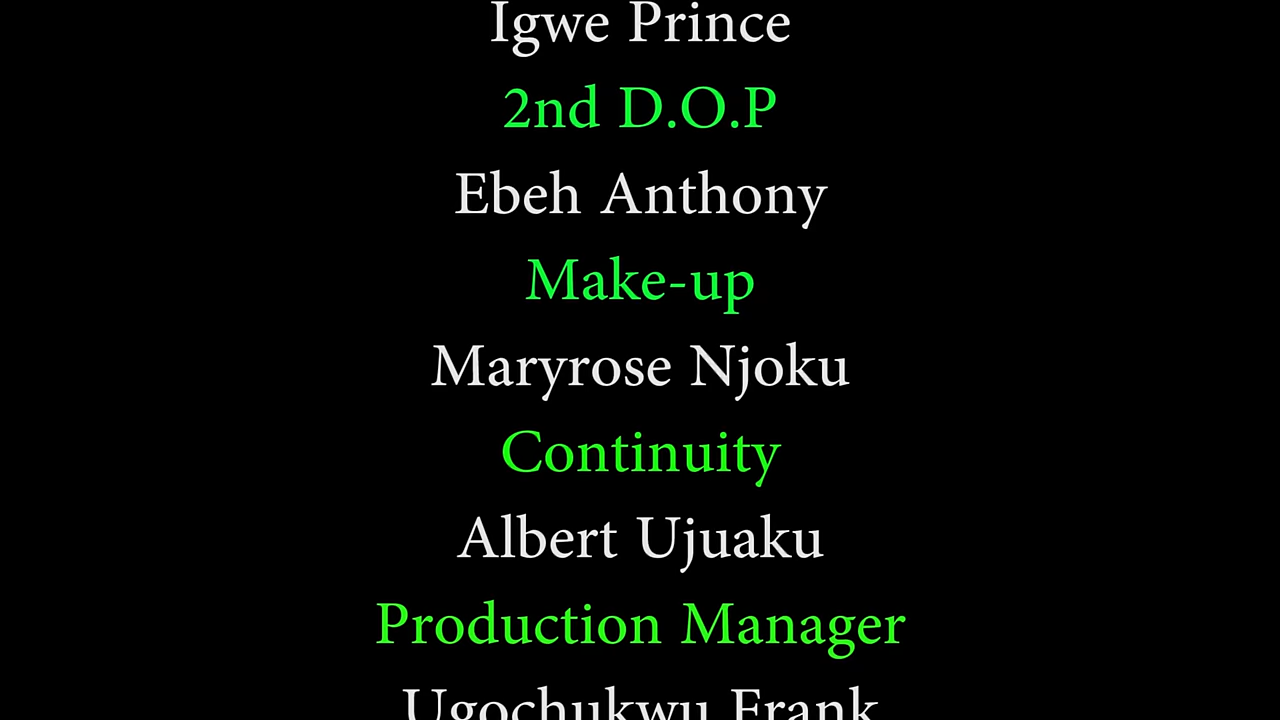 Igwe Prince
2nd D.O.P
Ebeh Anthony
Make-up
Maryrose Njoku
Continuity
Albert Ujuaku
Production Manager
Ugochukwu Frank